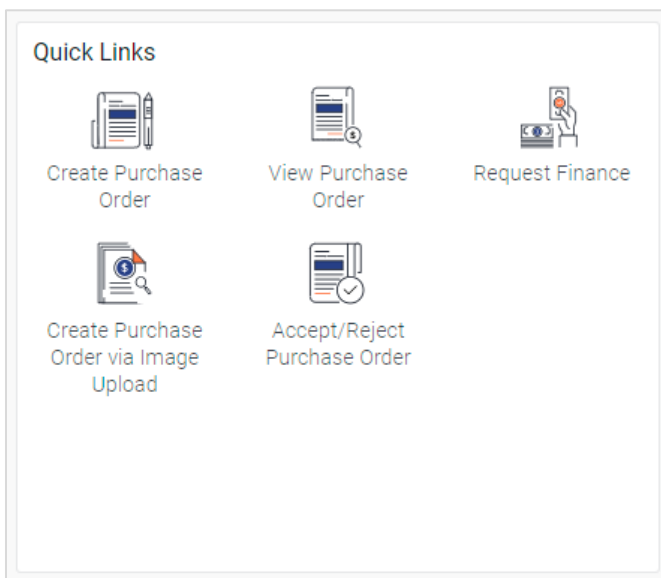 Quick Links
Create Purchase
Order
View Purchase
Order
Request Finance
Create Purchase
Order via Image
Upload
Accept/Reject
Purchase Order